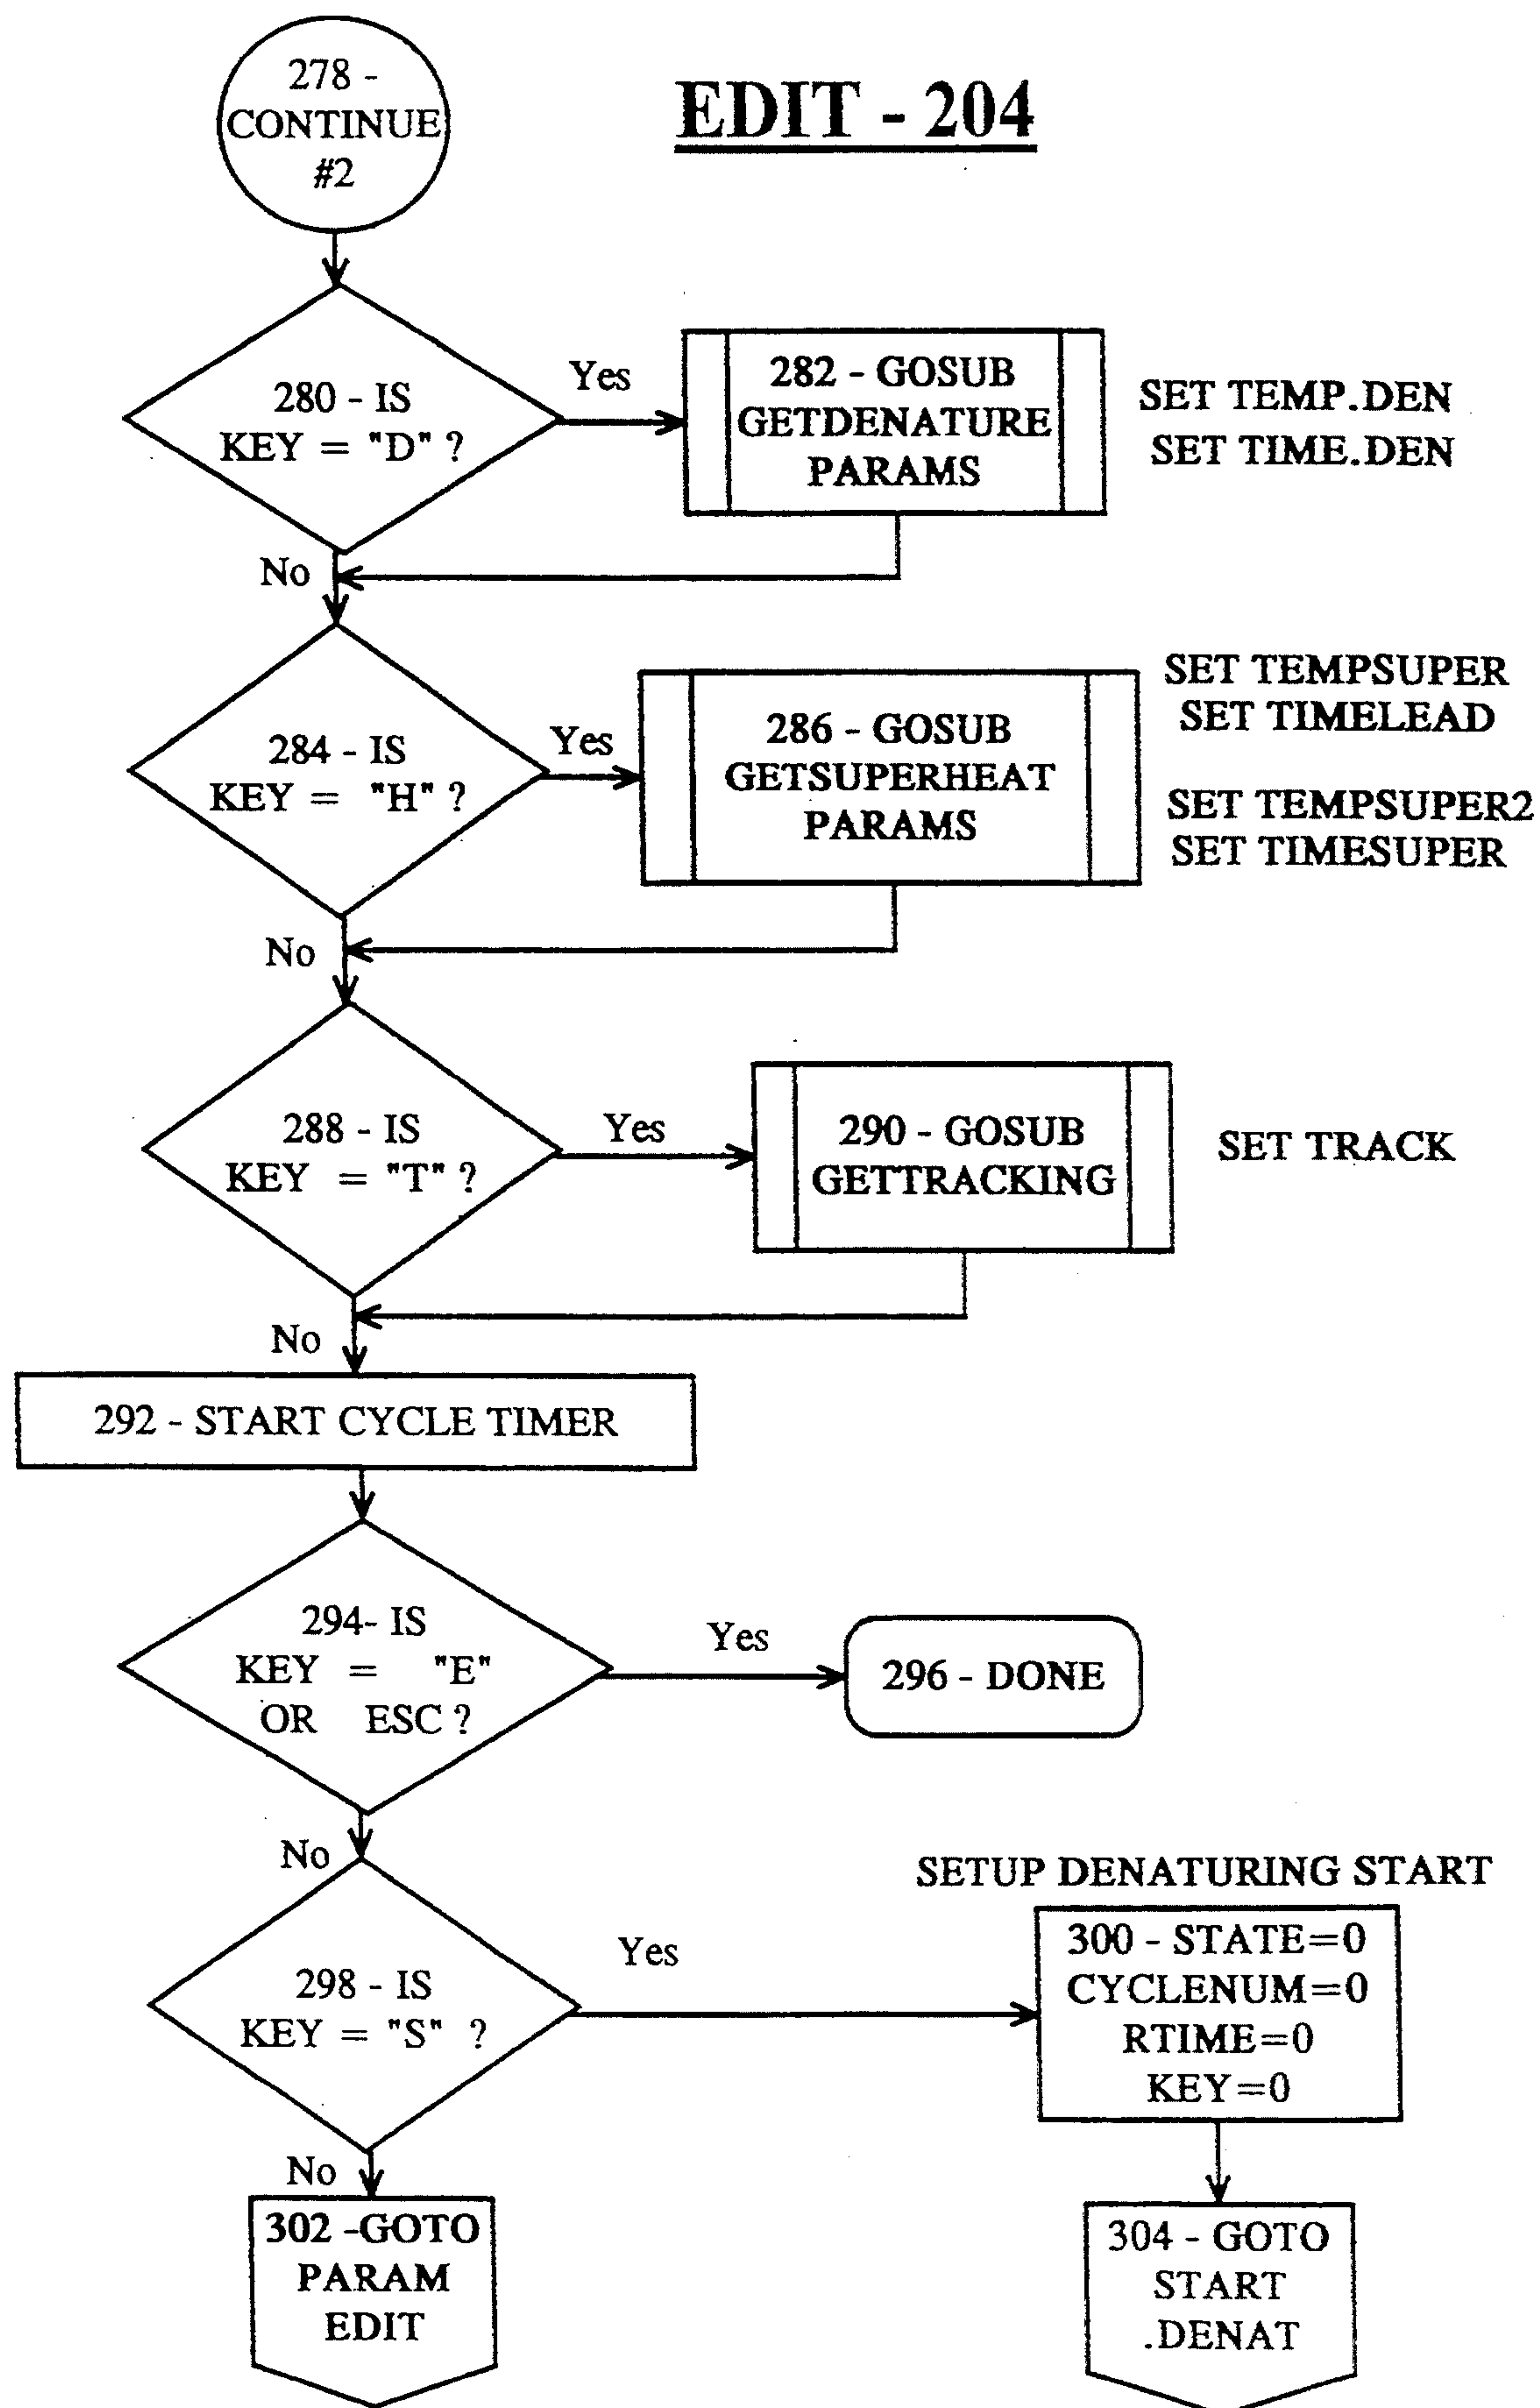 278 -
CONTINUE
#2
EDIT - 204
280 - IS
KEY = "D" ?
Yes
282 - GOSUB
GETDENATURE
PARAMS
SET TEMP.DEN
SET TIME.DEN
No
284 - IS
KEY = "H" ?
Yes
286 - GOSUB
GETSUPERHEAT
PARAMS
SET TEMPSUPER
SET TIMELEAD
SET TEMPSUPER2
SET TIMESUPER
No
288 - IS
KEY = "T" ?
Yes
290 - GOSUB
GETTRACKING
SET TRACK
No
292 - START CYCLE TIMER
294- IS
KEY = "E"
OR ESC ?
Yes
296 - DONE
No
298 - IS
KEY = "S" ?
Yes
SETUP DENATURING START
300 - STATE=0
CYCLENUM=0
RTIME=0
KEY=0
No
302 -GOTO
PARAM
EDIT
304 - GOTO
START
.DENAT